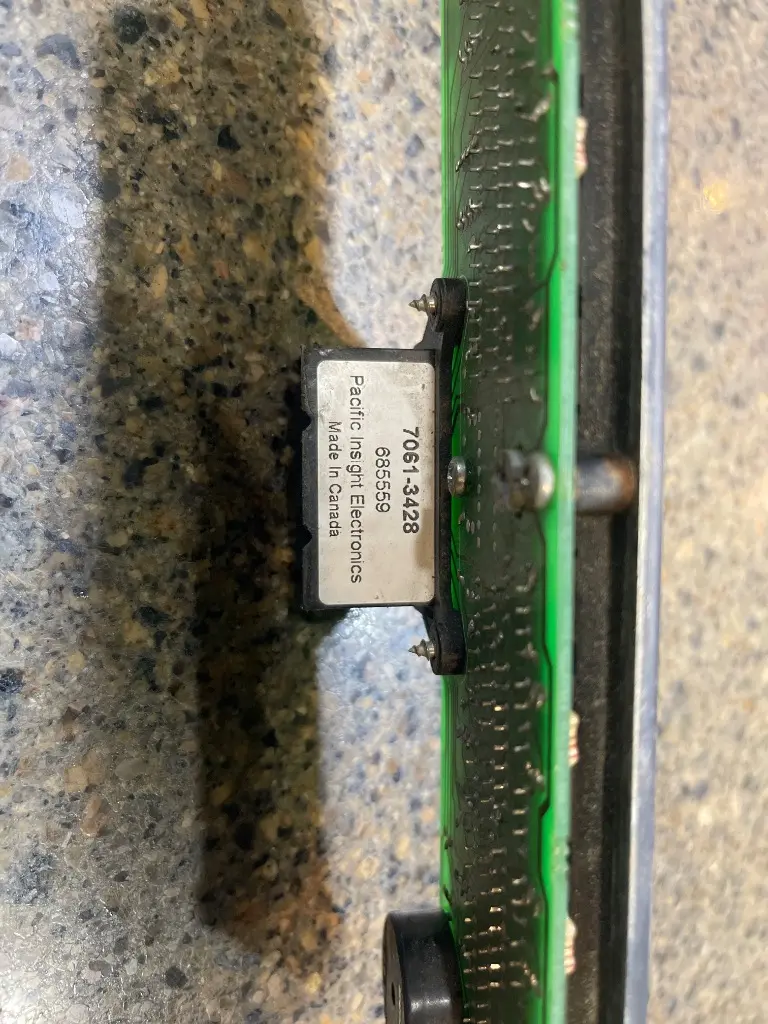 7061-3428
685559
Pacific Insight Electronics
Made In Canada